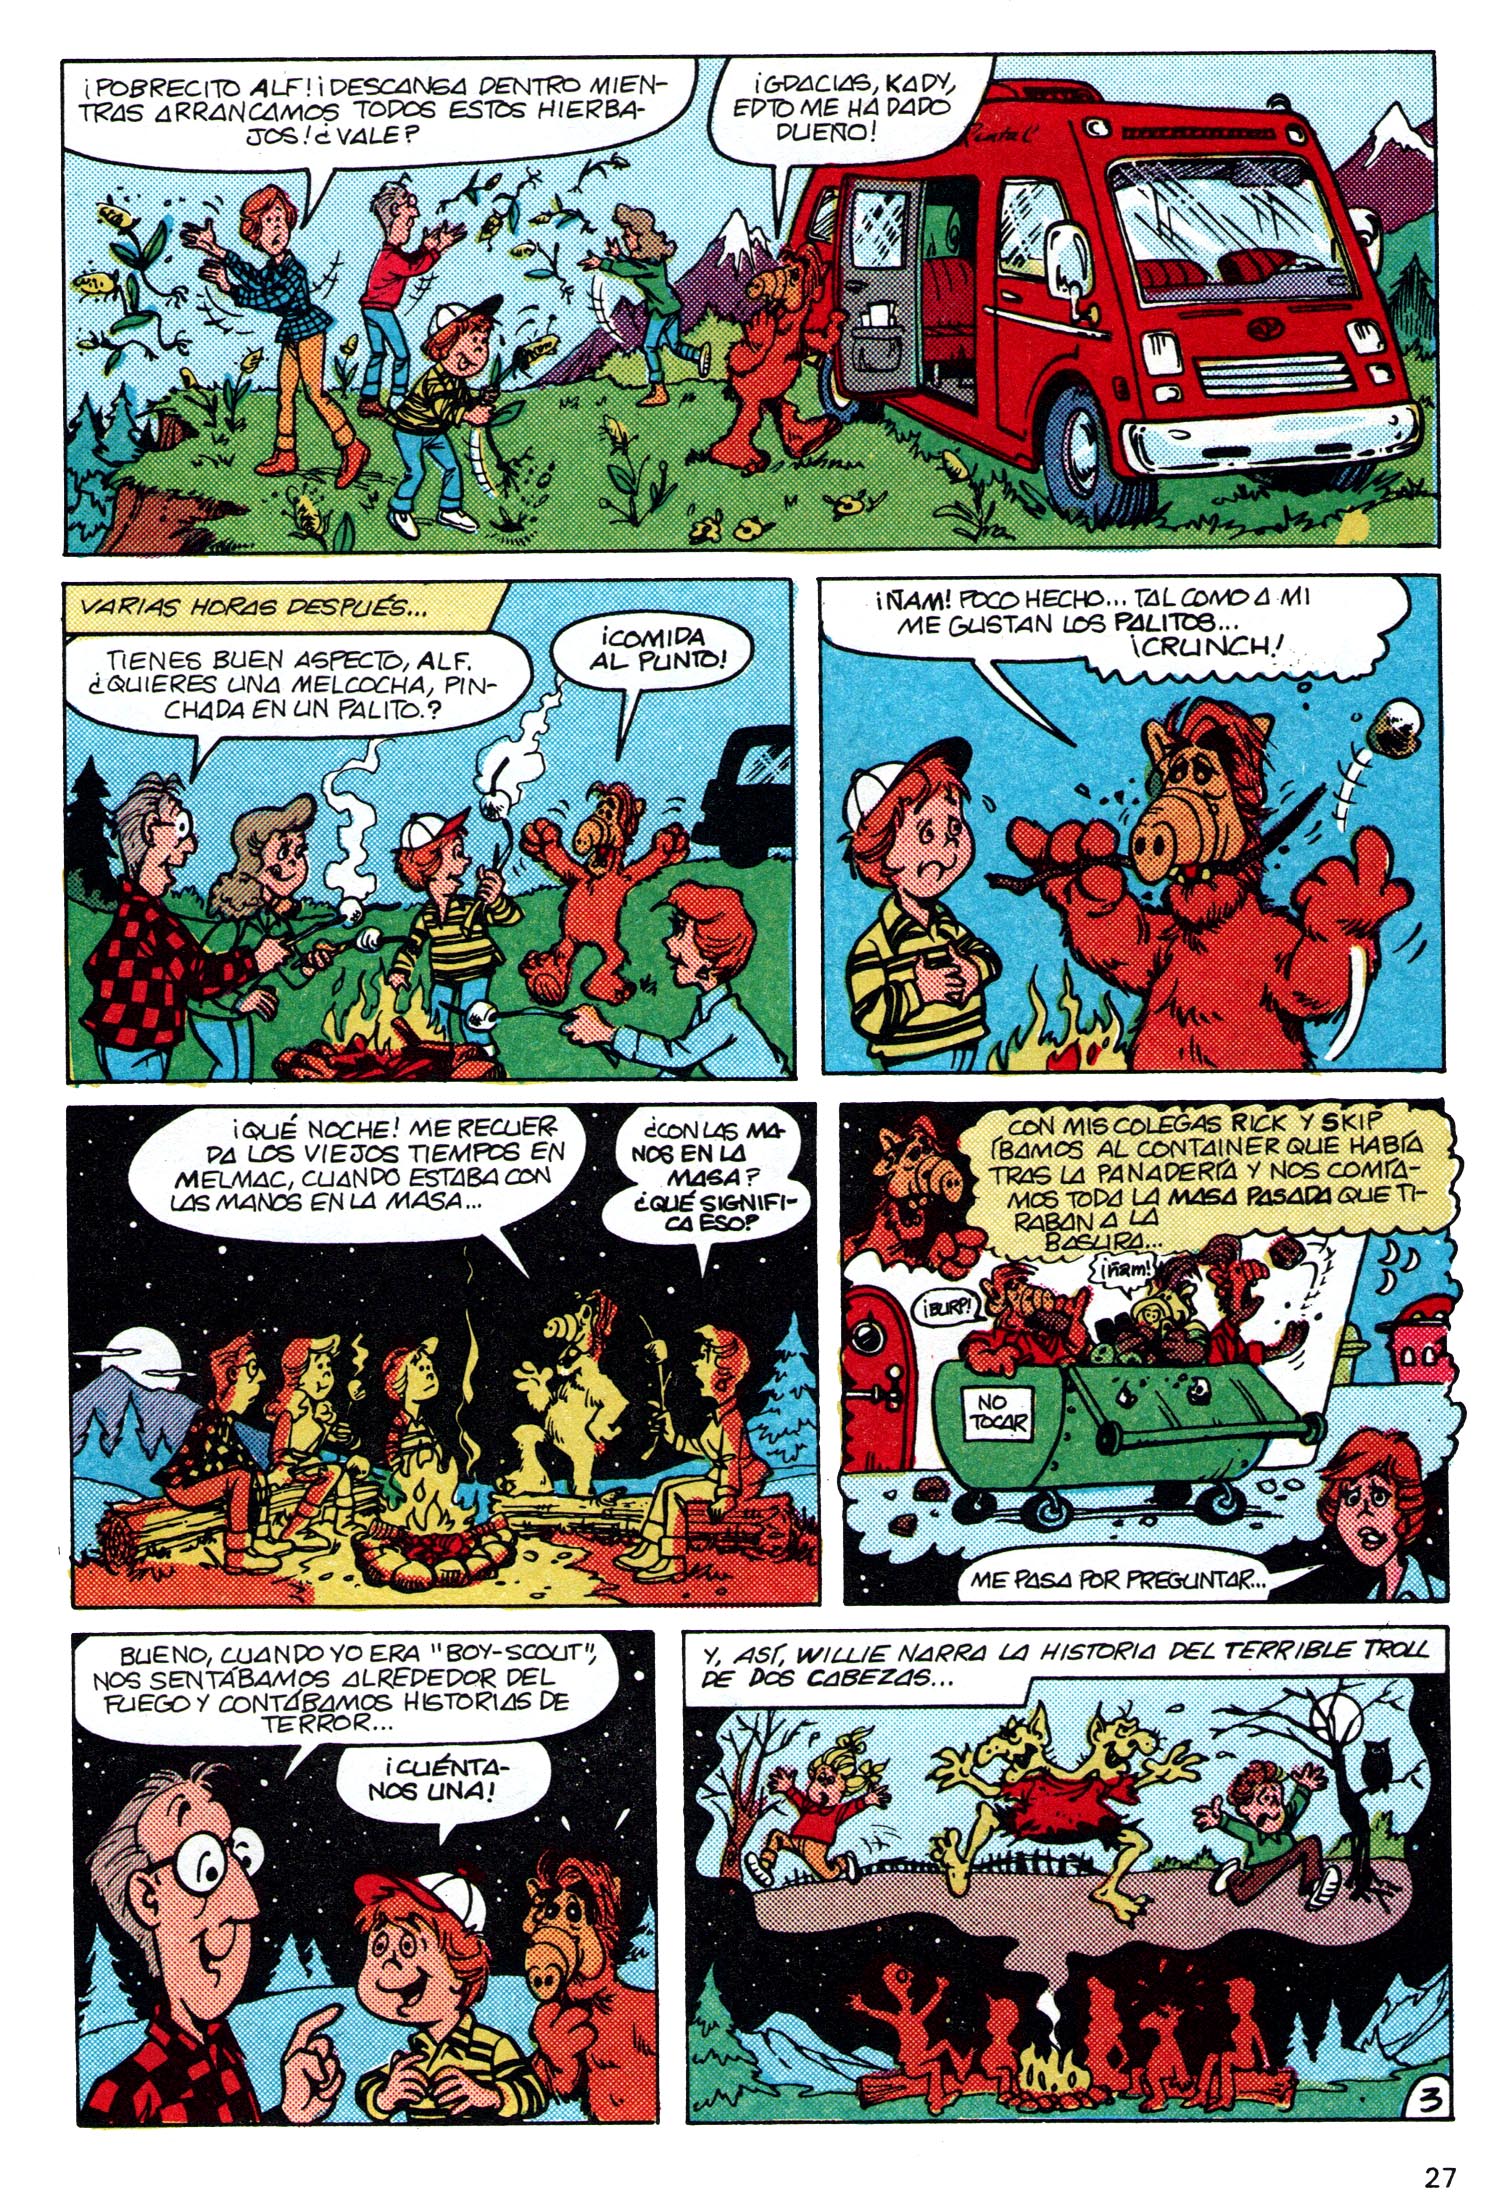 ¡POBRECITO ALF! ¡DESCANSA DENTRO MIEN-
TRAS ARRANCAMOS TODOS ESTOS HIERBA-
JOS! ¿VALE?
¡GDACIAS, KADY,
EDTO ME HA DADO
DUEÑO!
Rental
VARIAS HORAS DESPUÉS...
TIENES BUEN ASPECTO, ALF.
¿QUIERES UNA MELCOCHA, PIN-
CHADA EN UN PALITO.?
¡COMIDA
AL PUNTO!
¡ÑAM! POCO HECHO... TAL COMO A MI
ME GUSTAN LOS PALITOS...
¡CRUNCH!
¡QUÉ NOCHE! ME RECUER-
DA LOS VIEJOS TIEMPOS EN
MELMAC, CUANDO ESTABA CON
LAS MANOS EN LA MASA...
¿CON LAS MA-
NOS EN LA
MASA?
¿QUÉ SIGNIFI-
CA ESO?
CON MIS COLEGAS RICK Y SKIP
ÍBAMOS AL CONTAINER QUE HABÍA
TRAS LA PANADERÍA Y NOS COMÍA-
MOS TODA LA MASA PASADA QUE TI-
RABAN A LA
BASURA...
¡BURP!
¡ñam!
NO
TOCAR
ME PASA POR PREGUNTAR...
BUENO, CUANDO YO ERA "BOY-SCOUT",
NOS SENTÁBAMOS ALREDEDOR DEL
FUEGO Y CONTÁBAMOS HISTORIAS DE
TERROR...
¡CUÉNTA-
NOS UNA!
Y, ASÍ, WILLIE NARRA LA HISTORIA DEL TERRIBLE TROLL
DE DOS CABEZAS...
3
27